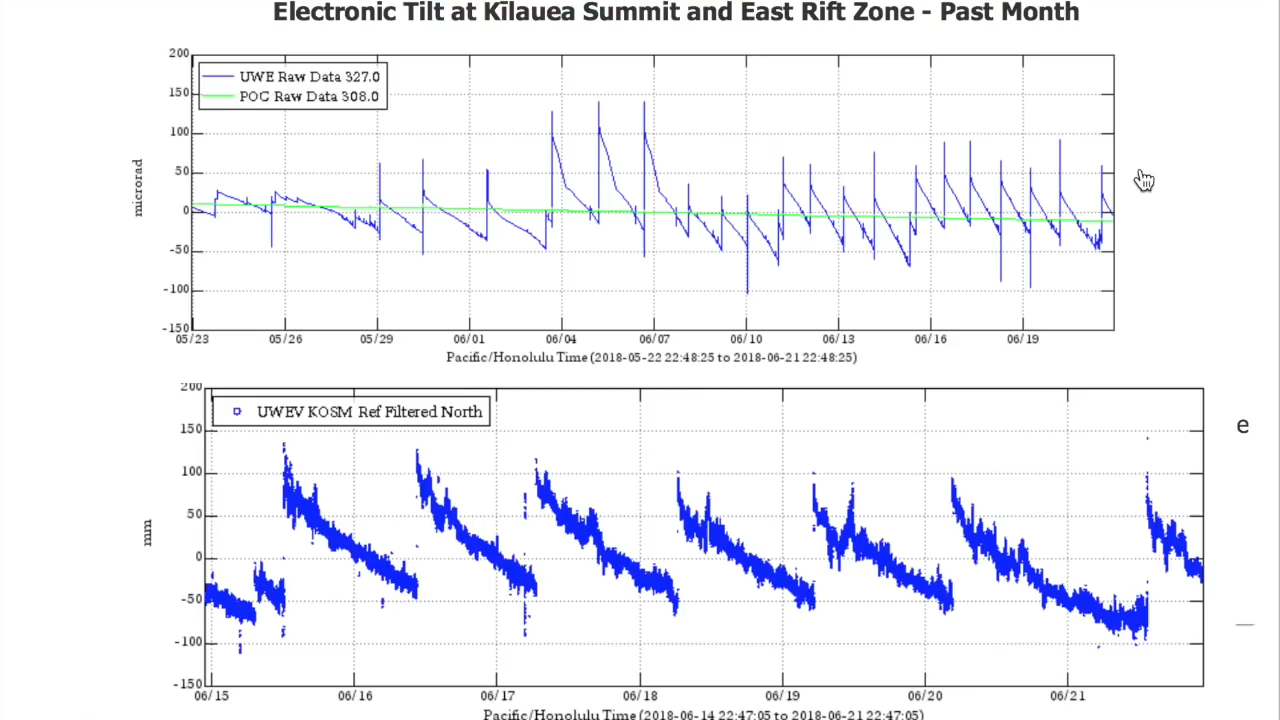 Electronic Tilt at Kīlauea Summit and East Rift Zone - Past Month
200
150
100
50
0
-50
-100
-150
microrad
UWE Raw Data 327.0
POC Raw Data 308.0
05/23 05/26 05/29 06/01 06/04 06/07 06/10 06/13 06/16 06/19
Pacific/Honolulu Time (2018-05-22 22:48:25 to 2018-06-21 22:48:25)
200
150
100
50
0
-50
-100
-150
mm
UWEV KOSM Ref Filtered North
e
06/15 06/16 06/17 06/18 06/19 06/20 06/21
Pacific/Honolulu Time (2018-06-14 22:47:05 to 2018-06-21 22:47:05)